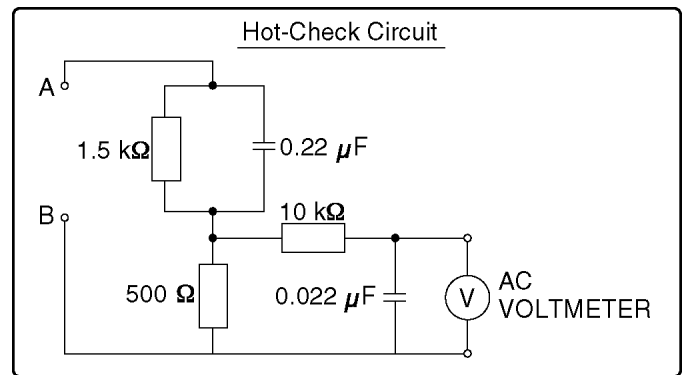 Hot-Check Circuit
A
1.5 kΩ
0.22 µF
B
10 kΩ
500 Ω
0.022 µF
V
AC
VOLTMETER